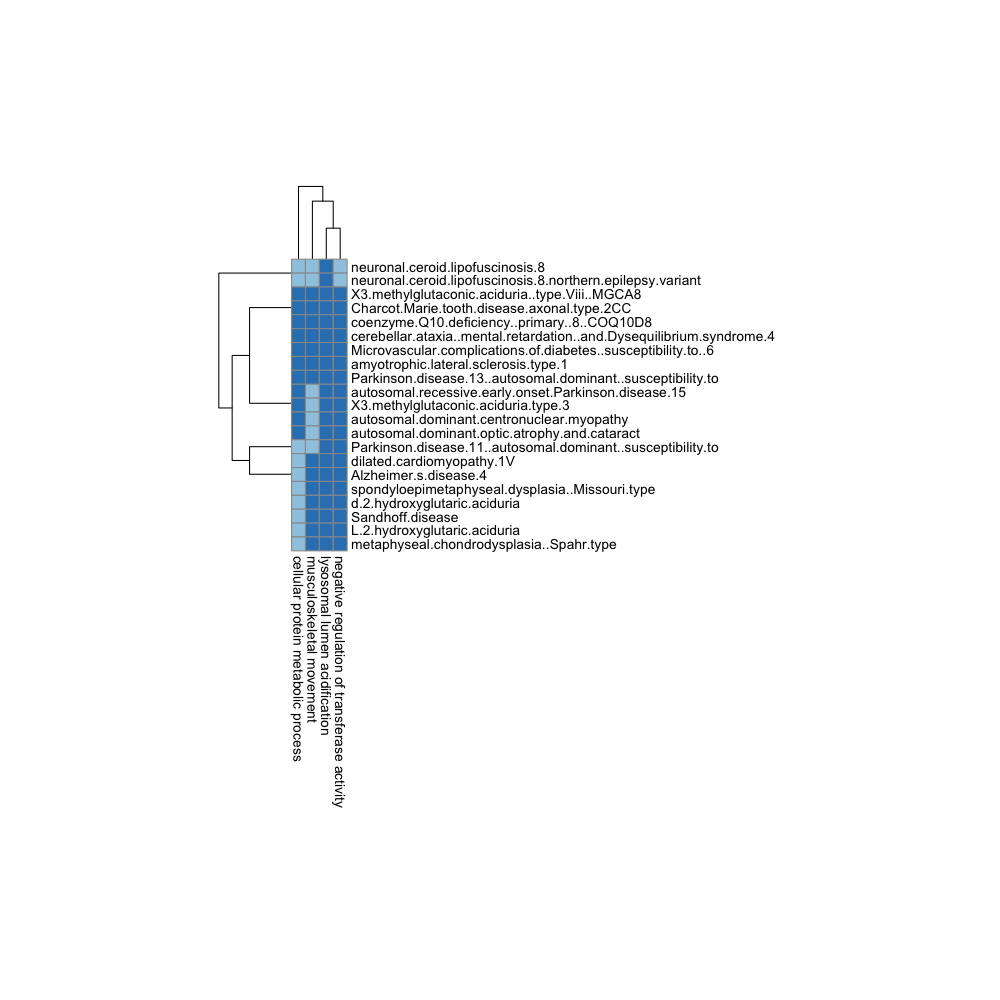 neuronal.ceroid.lipofuscinosis.8
neuronal.ceroid.lipofuscinosis.8.northern.epilepsy.variant
X3.methylglutaconic.aciduria..type.Viii..MGCA8
Charcot.Marie.tooth.disease.axonal.type.2CC
coenzyme.Q10.deficiency..primary..8..COQ10D8
cerebellar.ataxia..mental.retardation..and.Dysequilibrium.syndrome.4
Microvascular.complications.of.diabetes..susceptibility.to..6
amyotrophic.lateral.sclerosis.type.1
Parkinson.disease.13..autosomal.dominant..susceptibility.to
autosomal.recessive.early.onset.Parkinson.disease.15
X3.methylglutaconic.aciduria.type.3
autosomal.dominant.centronuclear.myopathy
autosomal.dominant.optic.atrophy.and.cataract
Parkinson.disease.11..autosomal.dominant..susceptibility.to
dilated.cardiomyopathy.1V
Alzheimer.s.disease.4
spondyloepimetaphyseal.dysplasia..Missouri.type
d.2.hydroxyglutaric.aciduria
Sandhoff.disease
L.2.hydroxyglutaric.aciduria
metaphyseal.chondrodysplasia..Spahr.type
cellular protein metabolic process
musculoskeletal movement
lysosomal lumen acidification
negative regulation of transferase activity